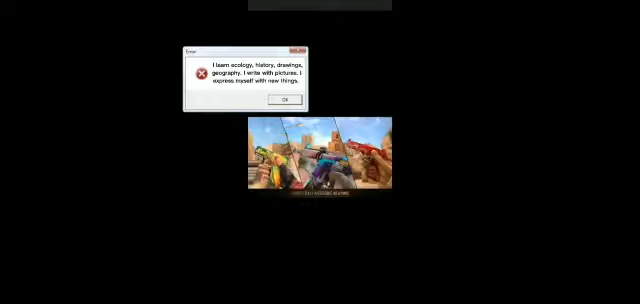 Error
I learn ecology, history, drawings,
geography. I write with pictures. I
express myself with new things.
OK